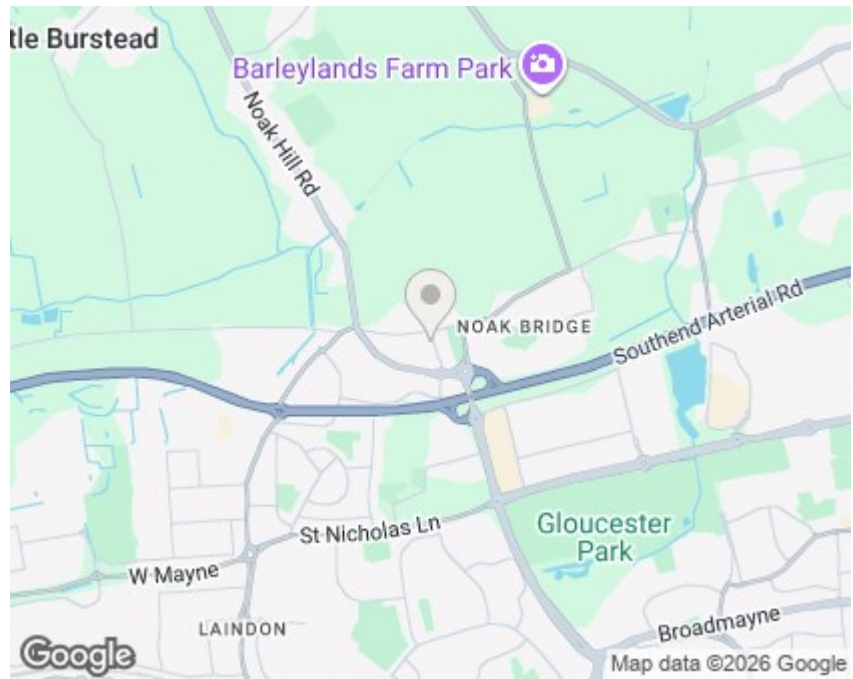 tle Burstead
Barleylands Farm Park
Noak Hill Rd
NOAK BRIDGE
Southend Arterial Rd
St Nicholas Ln
Gloucester
Park
W Mayne
LAINDON
Broadmayne
Google
Map data ©2026 Google